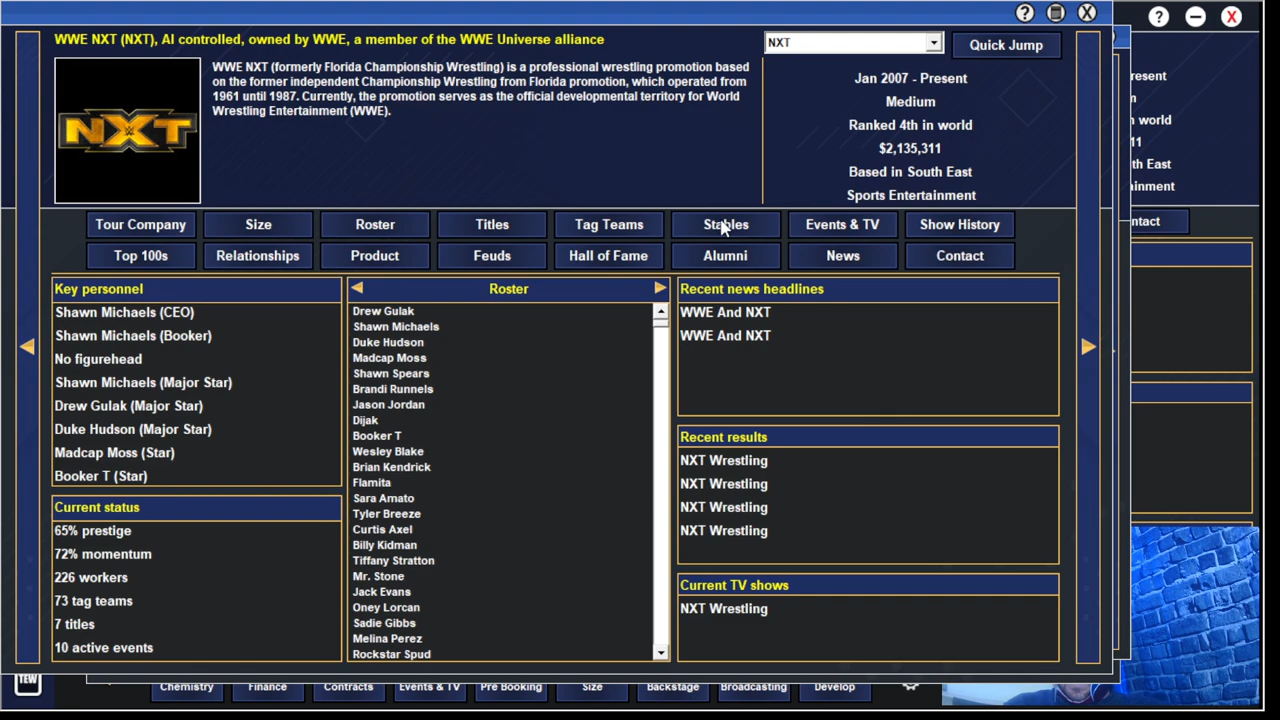 WWE NXT (NXT), AI controlled, owned by WWE, a member of the WWE Universe alliance
NXT
Quick Jump
NXT
WWE NXT (formerly Florida Championship Wrestling) is a professional wrestling promotion based
on the former independent Championship Wrestling from Florida promotion, which operated from
1961 until 1987. Currently, the promotion serves as the official developmental territory for World
Wrestling Entertainment (WWE).
Jan 2007 - Present
Medium
Ranked 4th in world
$2,135,311
Based in South East
Sports Entertainment
Tour Company
Size
Roster
Titles
Tag Teams
Stables
Events & TV
Show History
Top 100s
Relationships
Product
Feuds
Hall of Fame
Alumni
News
Contact
Key personnel
Shawn Michaels (CEO)
Shawn Michaels (Booker)
No figurehead
Shawn Michaels (Major Star)
Drew Gulak (Major Star)
Duke Hudson (Major Star)
Madcap Moss (Star)
Booker T (Star)
Current status
65% prestige
72% momentum
226 workers
73 tag teams
7 titles
10 active events
Roster
Drew Gulak
Shawn Michaels
Duke Hudson
Madcap Moss
Shawn Spears
Brandi Runnels
Jason Jordan
Dijak
Booker T
Wesley Blake
Brian Kendrick
Flamita
Sara Amato
Tyler Breeze
Curtis Axel
Billy Kidman
Tiffany Stratton
Mr. Stone
Jack Evans
Oney Lorcan
Sadie Gibbs
Melina Perez
Rockstar Spud
Recent news headlines
WWE And NXT
WWE And NXT
Recent results
NXT Wrestling
NXT Wrestling
NXT Wrestling
NXT Wrestling
Current TV shows
NXT Wrestling
resent
n world
11
th East
inment
ntact
TEW
Chemistry
Finance
Contracts
Events & TV
Pre Booking
Size
Backstage
Broadcasting
Develop